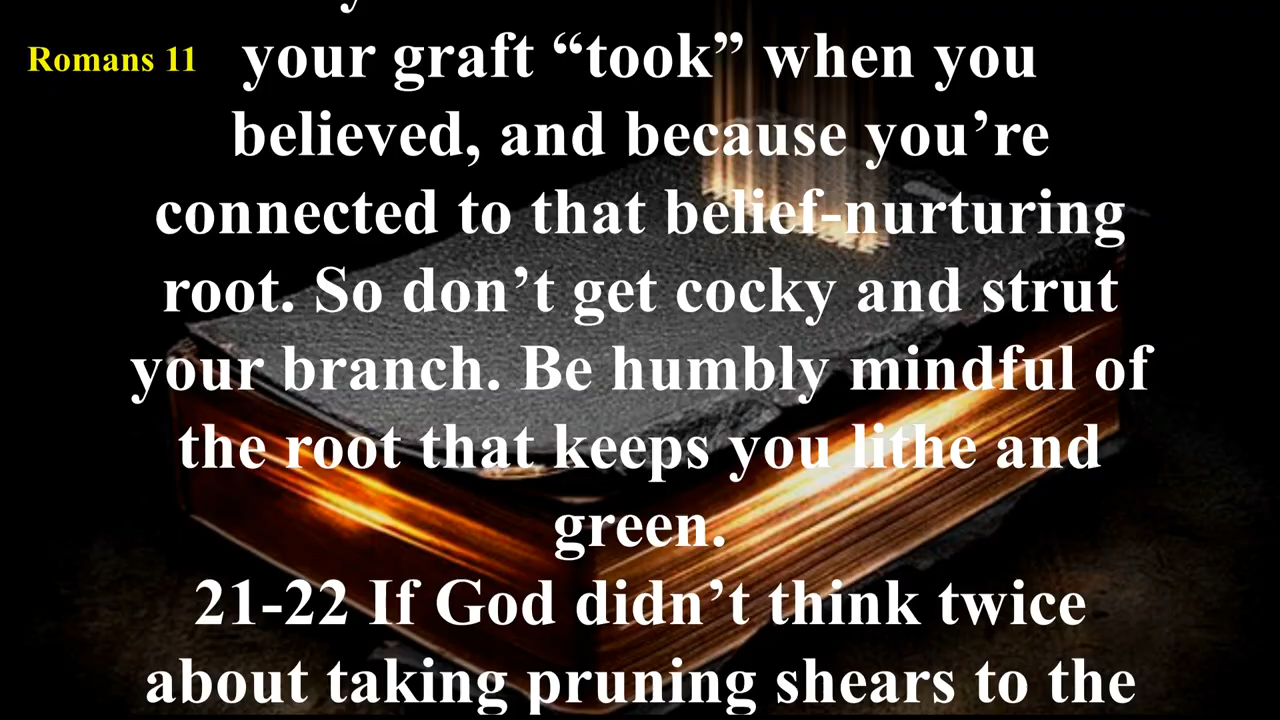 Romans 11
your graft “took” when you
believed, and because you’re
connected to that belief-nurturing
root. So don’t get cocky and strut
your branch. Be humbly mindful of
the root that keeps you lithe and
green.
21-22 If God didn’t think twice
about taking pruning shears to the